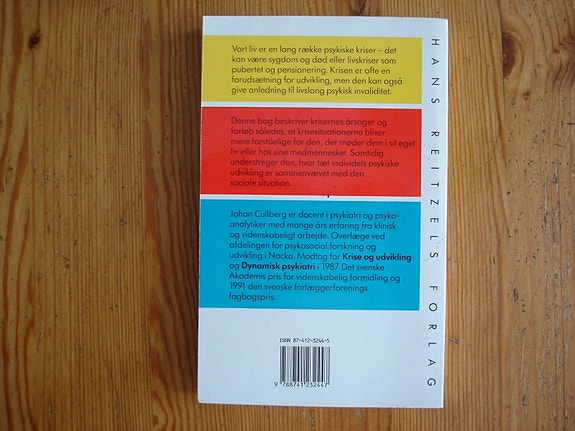 Vort liv er en lang række psykiske kriser – det
kan være sygdom og død eller livskriser som
pubertet og pensionering. Krisen er ofte en
forudsætning for udvikling, men den kan også
give anledning til livslang psykisk invaliditet.
Denne bog beskriver krisernes årsager og
forløb således, at krisesituationerne bliver
mere forståelige for den, der møder dem i sit eget
liv eller hos sine medmennesker. Samtidig
understreger den, hvor tæt individets psykiske
udvikling er sammenvævet med den
sociale situation.
Johan Cullberg er docent i psykiatri og psyko-
analytiker med mange års erfaring fra klinisk
og videnskabeligt arbejde. Overlæge ved
afdelingen for psykosocial forskning og
udvikling i Nacka. Modtog for Krise og udvikling
og Dynamisk psykiatri i 1987 Det svenske
Akademis pris for videnskabelig formidling og
1991 den svenske forlæggerforenings
fagbogspris.
HANS REITZELS FORLAG
ISBN 87-412-3244-5
9 788741 232447